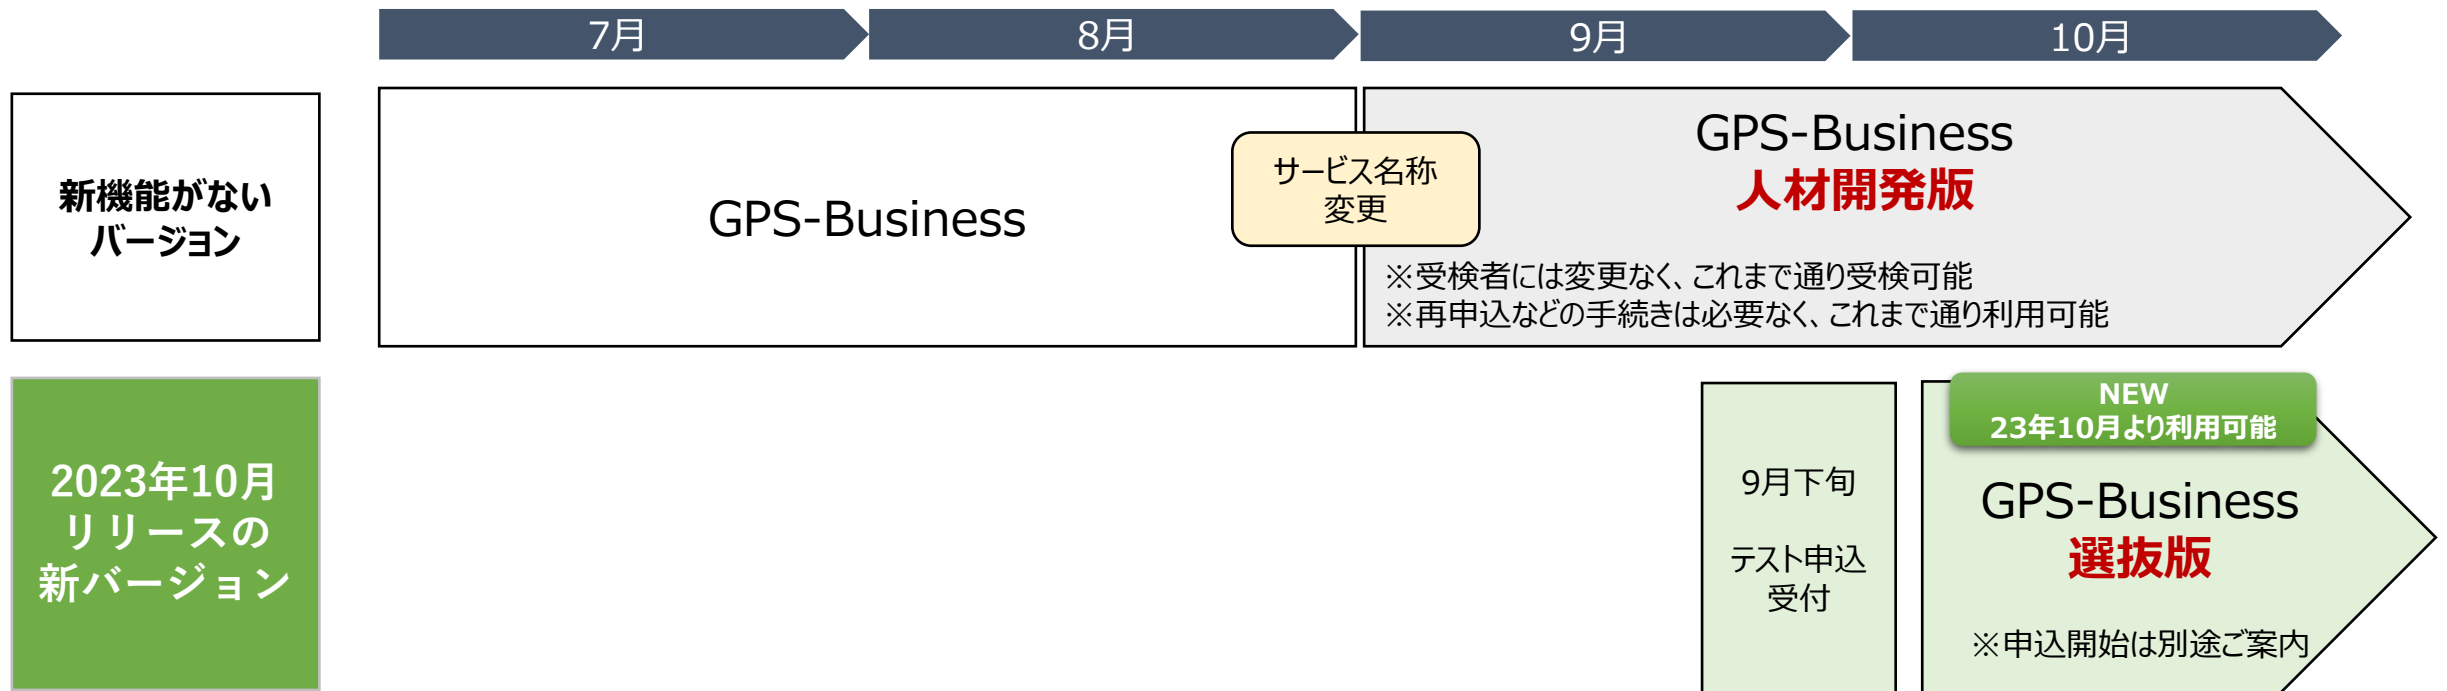 7月
8月
9月
10月
新機能がない
バージョン
GPS-Business
サービス名称
変更
GPS-Business
人材開発版
※受検者には変更なく、これまで通り受検可能
※再申込などの手続きは必要なく、これまで通り利用可能
2023年10月
リリースの
新バージョン
9月下旬
テスト申込
受付
NEW
23年10月より利用可能
GPS-Business
選抜版
※申込開始は別途ご案内